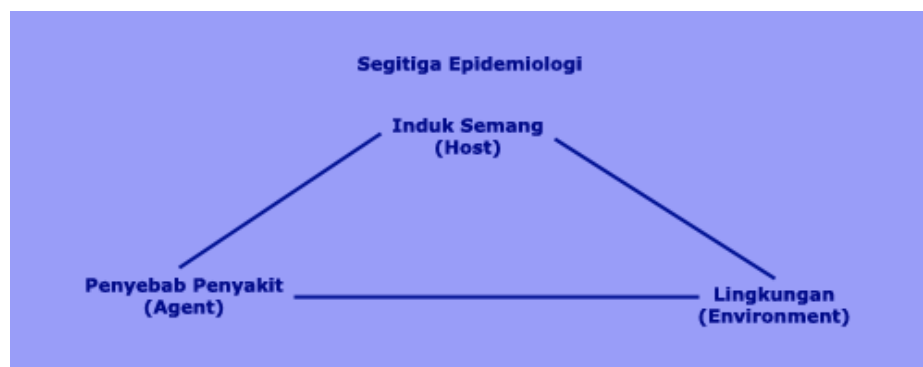 Segitiga Epidemiologi
Induk Semang
(Host)
Penyebab Penyakit
(Agent)
Lingkungan
(Environment)